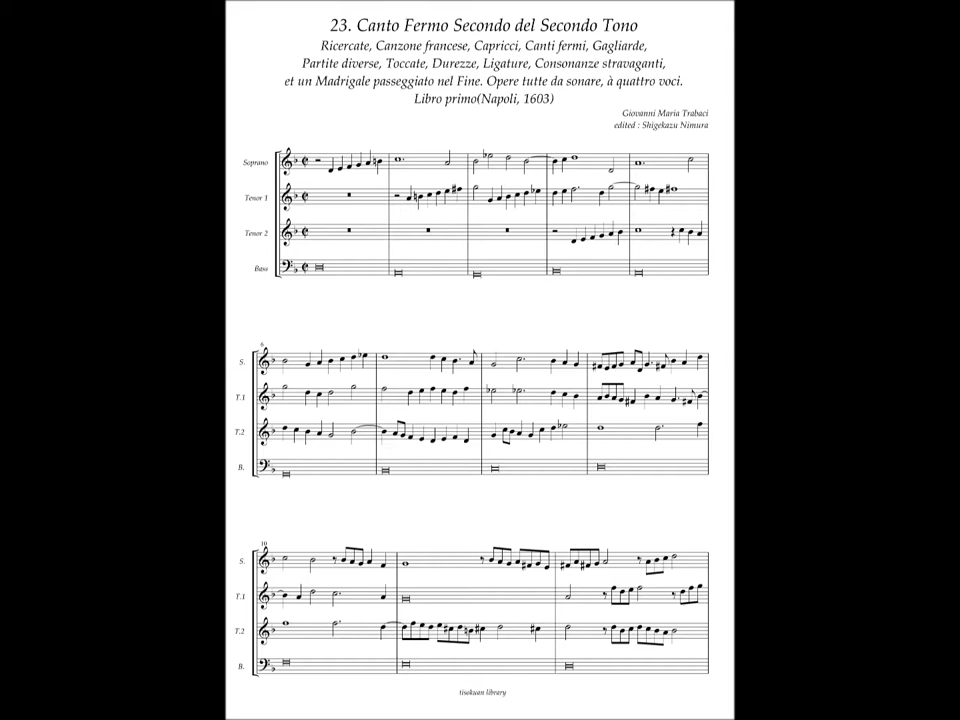 23. Canto Fermo Secondo del Secondo Tono
Ricercate, Canzone francese, Capricci, Canti fermi, Gagliarde,
Partite diverse, Toccate, Durezze, Ligature, Consonanze stravaganti,
et un Madrigale passeggiato nel Fine. Opere tutte da sonare, à quattro voci.
Libro primo(Napoli, 1603)
Giovanni Maria Trabaci
edited : Shigekazu Nimura
Soprano
Tenor 1
Tenor 2
Bass
6
S.
T.1
T.2
B.
10
S.
T.1
T.2
B.
tisekuan library